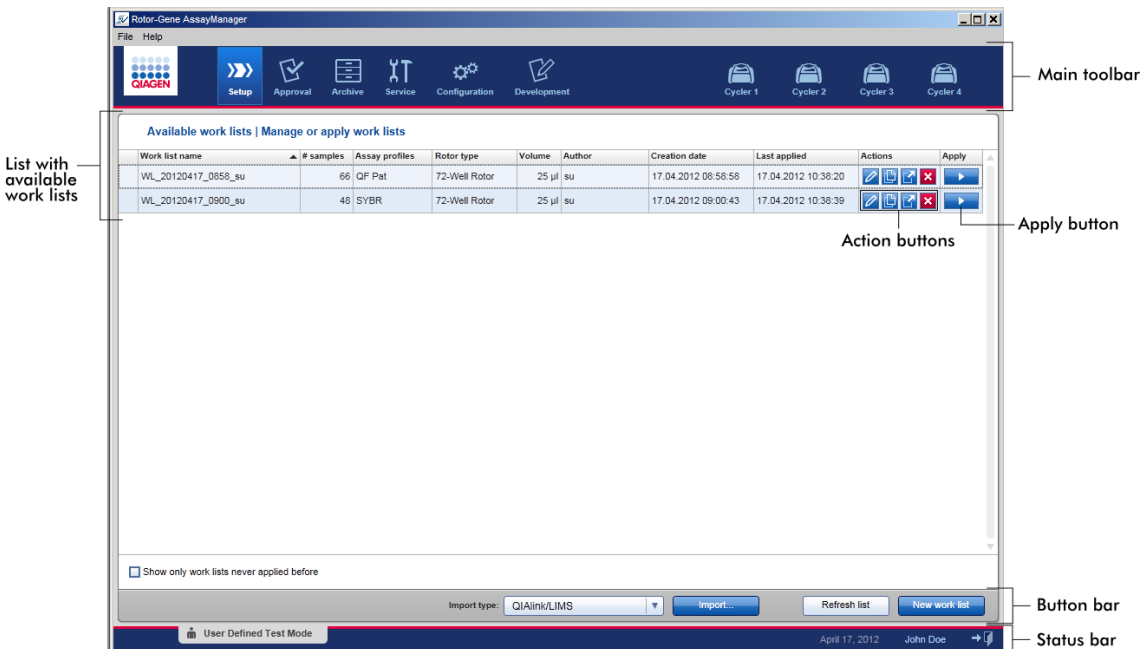 Rotor-Gene AssayManager
File Help
QIAGEN
Setup Approval Archive Service Configuration Development Cycler 1 Cycler 2 Cycler 3 Cycler 4
Main toolbar
Available work lists | Manage or apply work lists
List with
available
work lists
Work list name # samples Assay profiles Rotor type Volume Author Creation date Last applied Actions Apply
WL_20120417_0858_su 66 QF Pat 72-Well Rotor 25 µl su 17.04.2012 08:58:58 17.04.2012 10:38:20
WL_20120417_0900_su 48 SYBR 72-Well Rotor 25 µl su 17.04.2012 09:00:43 17.04.2012 10:38:39
Apply button
Action buttons
Show only work lists never applied before
Import type: QIAlink/LIMS Import... Refresh list New work list
Button bar
User Defined Test Mode April 17, 2012 John Doe
Status bar